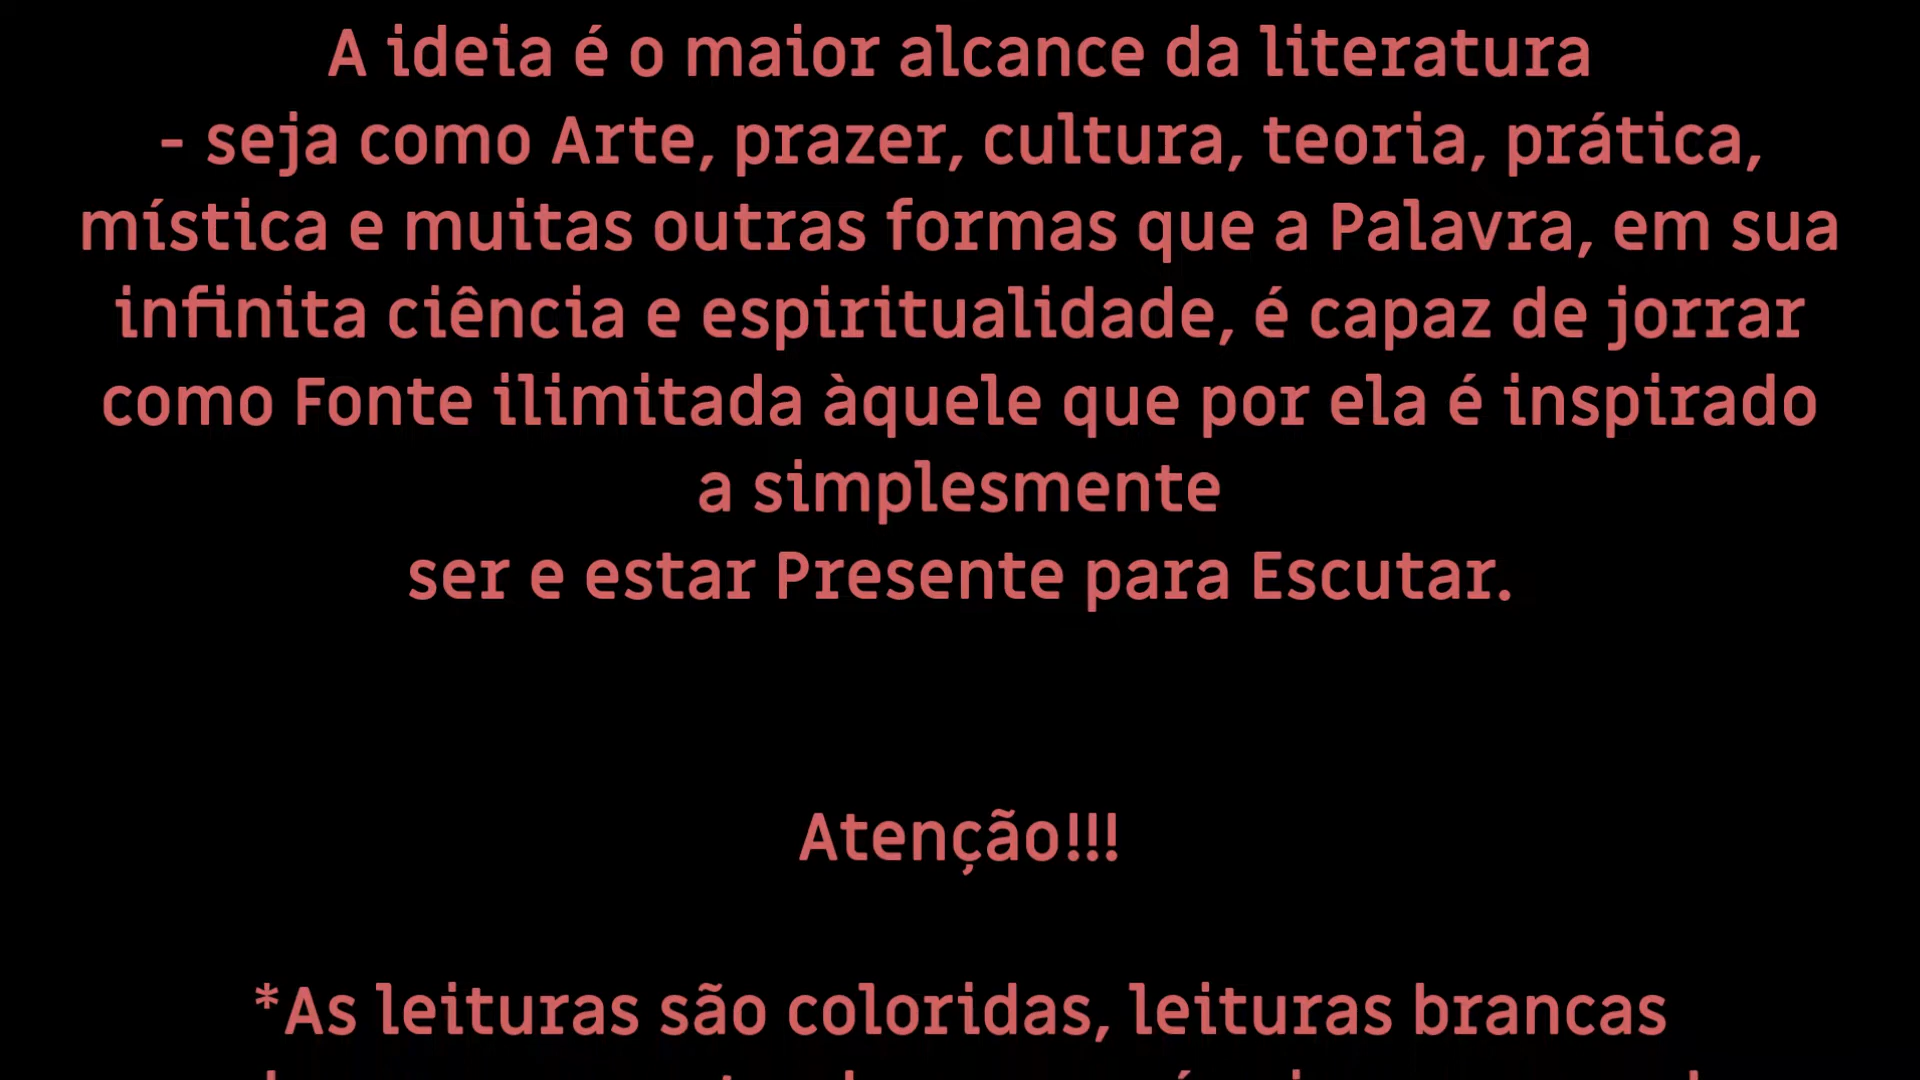 A ideia é o maior alcance da literatura
- seja como Arte, prazer, cultura, teoria, prática,
mística e muitas outras formas que a Palavra, em sua
infinita ciência e espiritualidade, é capaz de jorrar
como Fonte ilimitada àquele que por ela é inspirado
a simplesmente
ser e estar Presente para Escutar.
Atenção!!!
*As leituras são coloridas, leituras brancas